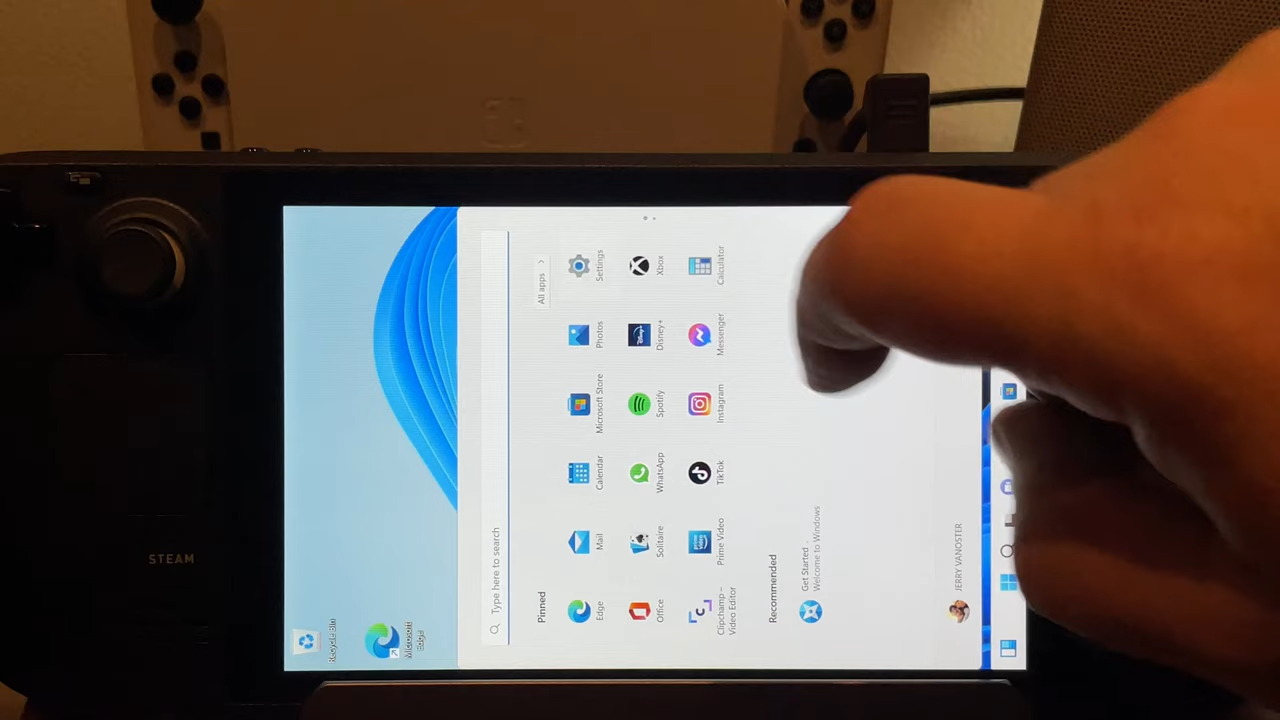 STEAM
Recycle Bin
Microsoft
Edge
Type here to search
Pinned
All apps >
Edge
Mail
Calendar
Microsoft Store
Photos
Settings
Office
Solitaire
WhatsApp
Spotify
Disney+
Xbox
Clipchamp –
Video Editor
Prime Video
TikTok
Instagram
Messenger
Calculator
Recommended
Get Started
Welcome to Windows
JERRY VANOSTER